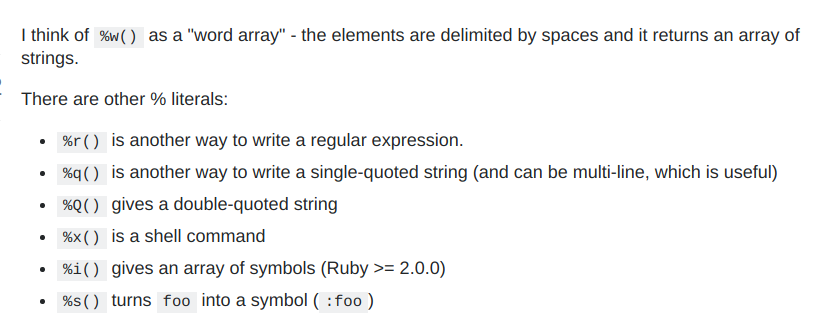 I think of %w() as a "word array" - the elements are delimited by spaces and it returns an array of
strings.
There are other % literals:
• %r() is another way to write a regular expression.
• %q() is another way to write a single-quoted string (and can be multi-line, which is useful)
• %Q() gives a double-quoted string
• %x() is a shell command
• %i() gives an array of symbols (Ruby >= 2.0.0)
• %s() turns foo into a symbol ( :foo )